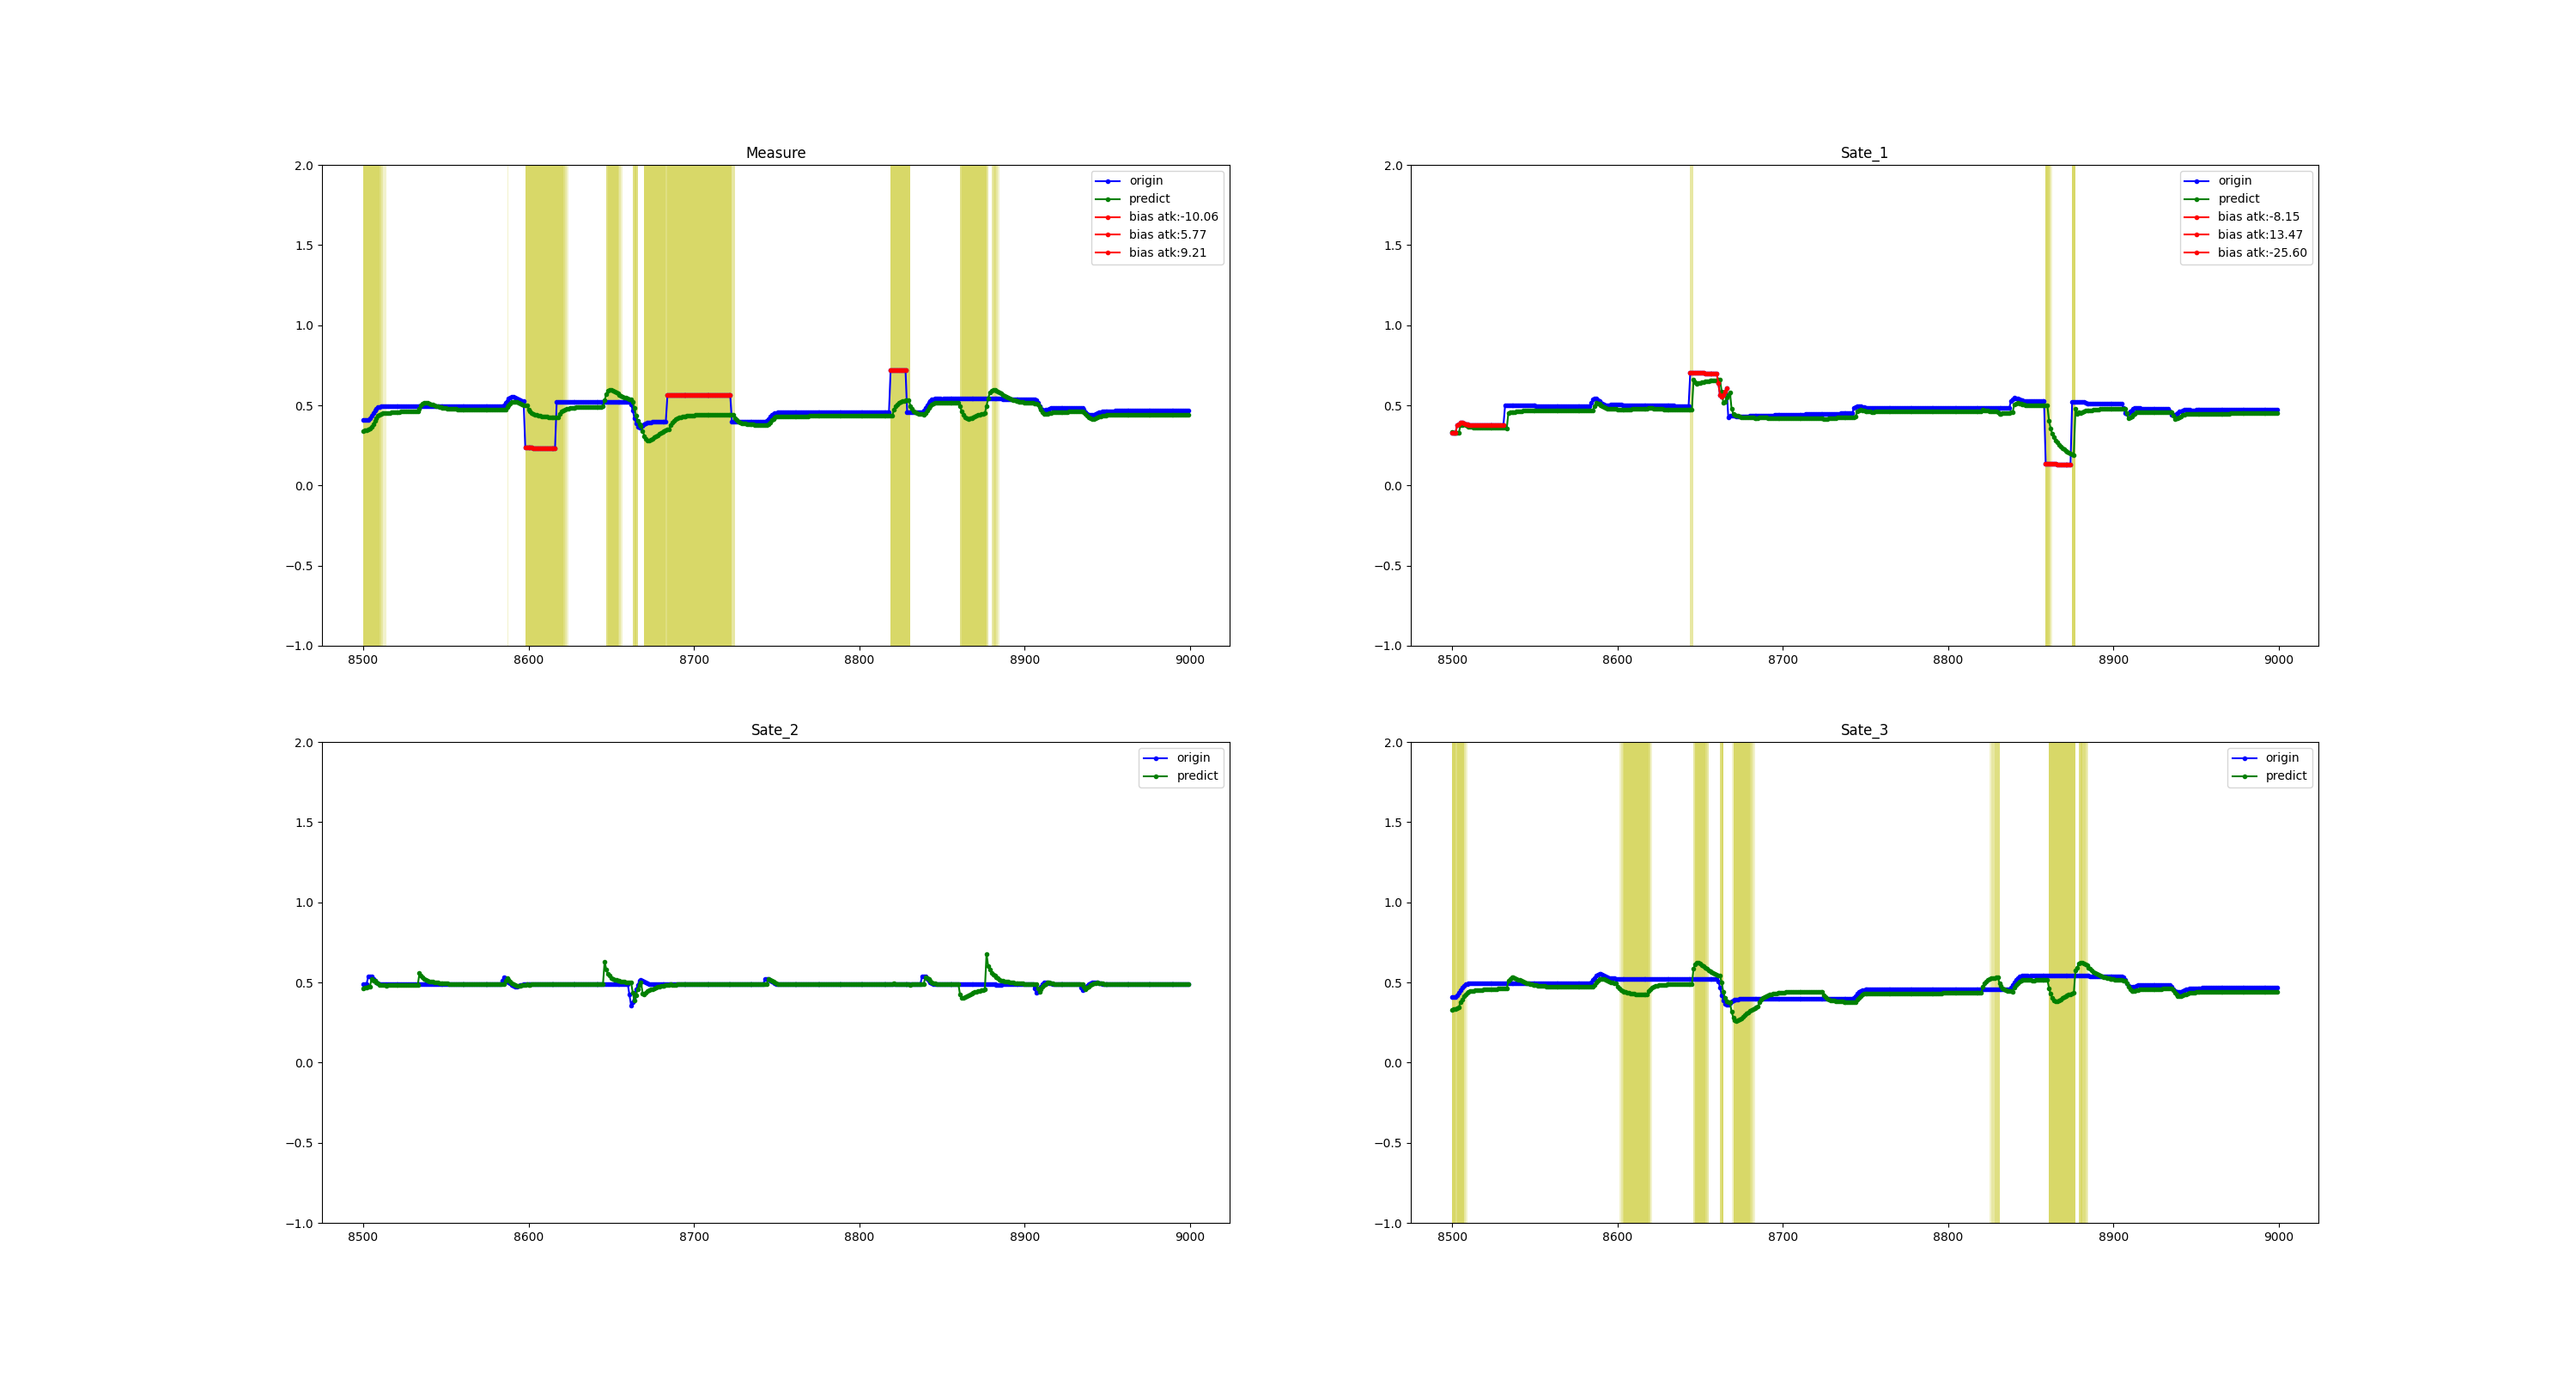 Measure
2.0
1.5
1.0
0.5
0.0
−0.5
−1.0
8500 8600 8700 8800 8900 9000
origin
predict
bias atk:-10.06
bias atk:5.77
bias atk:9.21
Sate_1
2.0
1.5
1.0
0.5
0.0
−0.5
−1.0
8500 8600 8700 8800 8900 9000
origin
predict
bias atk:-8.15
bias atk:13.47
bias atk:-25.60
Sate_2
2.0
1.5
1.0
0.5
0.0
−0.5
−1.0
8500 8600 8700 8800 8900 9000
origin
predict
Sate_3
2.0
1.5
1.0
0.5
0.0
−0.5
−1.0
8500 8600 8700 8800 8900 9000
origin
predict